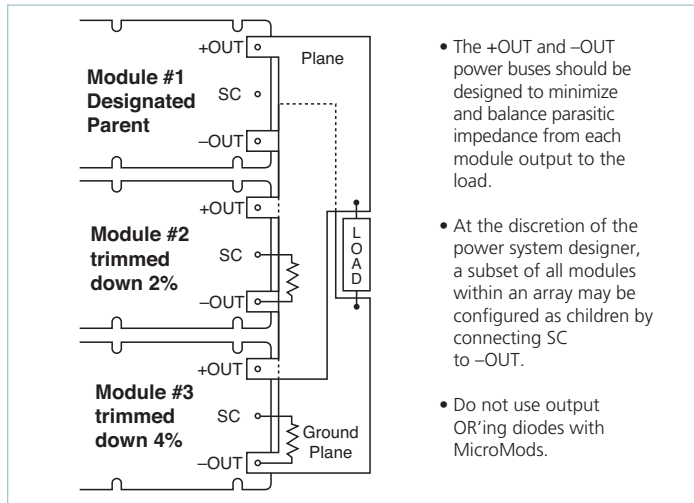 +OUT
Plane
Module #1
Designated
Parent
SC
–OUT
+OUT
Module #2
trimmed
down 2%
SC
–OUT
LOAD
+OUT
Module #3
trimmed
down 4%
SC
Ground
Plane
–OUT
• The +OUT and –OUT
power buses should be
designed to minimize
and balance parasitic
impedance from each
module output to the
load.
• At the discretion of the
power system designer,
a subset of all modules
within an array may be
configured as children by
connecting SC
to –OUT.
• Do not use output
OR'ing diodes with
MicroMods.